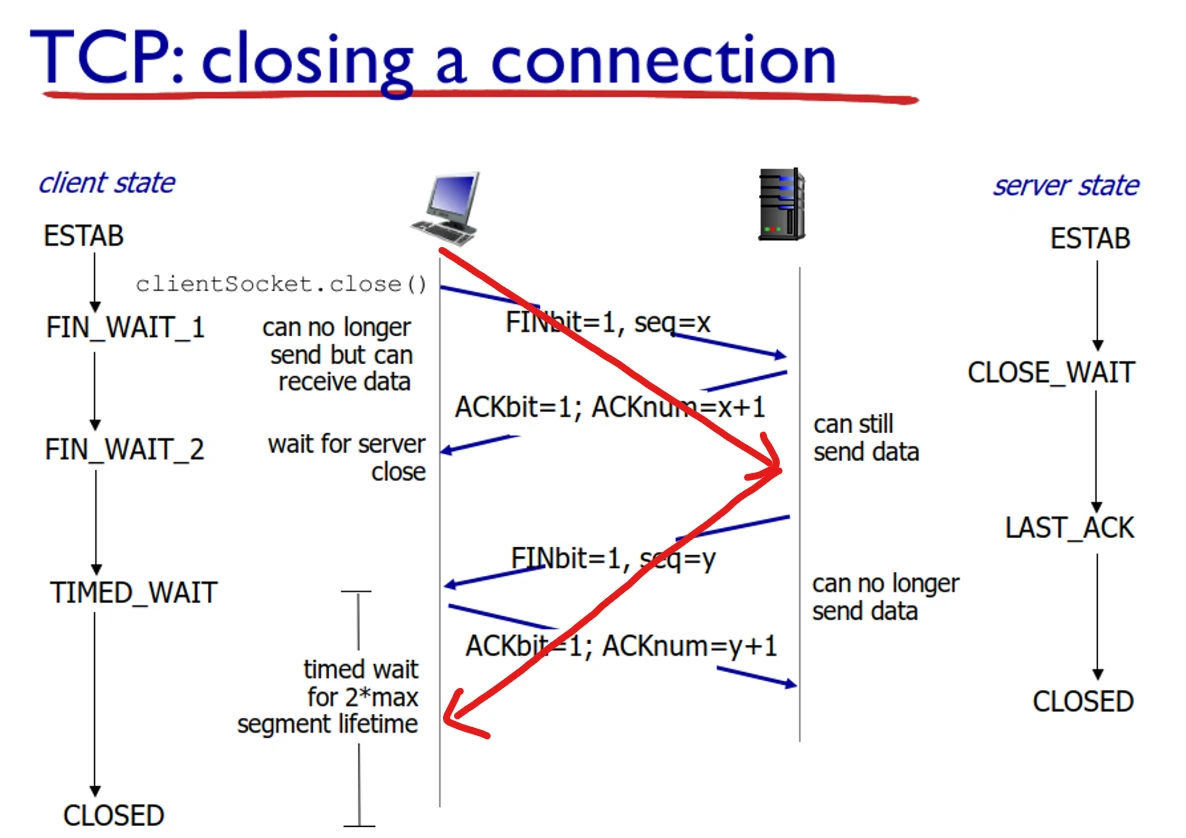 TCP: closing a connection
client state
server state
ESTAB
ESTAB
clientSocket.close()
FIN_WAIT_1
can no longer
send but can
receive data
FINbit=1, seq=x
CLOSE_WAIT
ACKbit=1; ACKnum=x+1
can still
send data
FIN_WAIT_2
wait for server
close
LAST_ACK
FINbit=1, seq=y
TIMED_WAIT
can no longer
send data
ACKbit=1; ACKnum=y+1
timed wait
for 2*max
segment lifetime
CLOSED
CLOSED